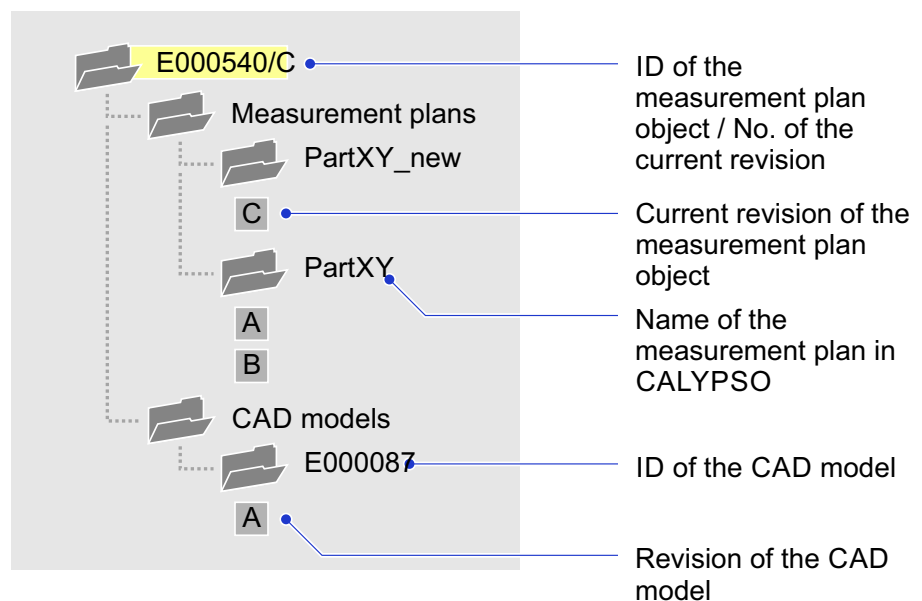 E000540/C
ID of the
measurement plan
object / No. of the
current revision
Measurement plans
PartXY_new
C
Current revision of the
measurement plan
object
PartXY
Name of the
measurement plan in
CALYPSO
A
B
CAD models
E000087
ID of the CAD model
A
Revision of the CAD
model